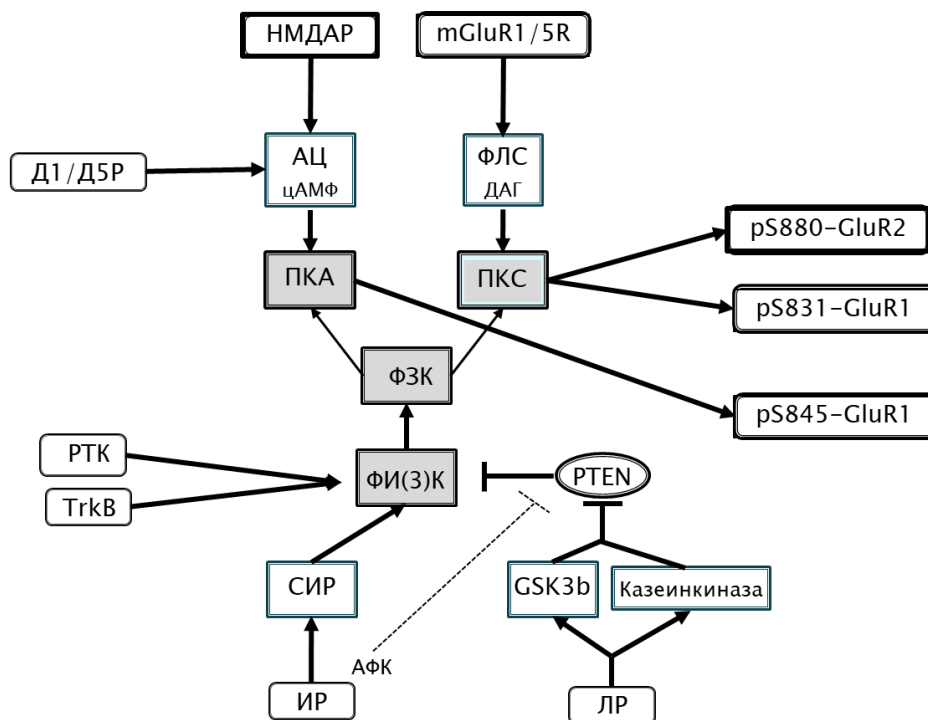 НМДАР
mGluR1/5R
АЦ
цАМФ
ФЛС
ДАГ
Д1/Д5Р
pS880-GluR2
ПКА
ПКС
pS831-GluR1
ФЗК
pS845-GluR1
РТК
ФИ(3)К
PTEN
TrkB
СИР
GSK3b
Казеинкиназа
АФК
ИР
ЛР